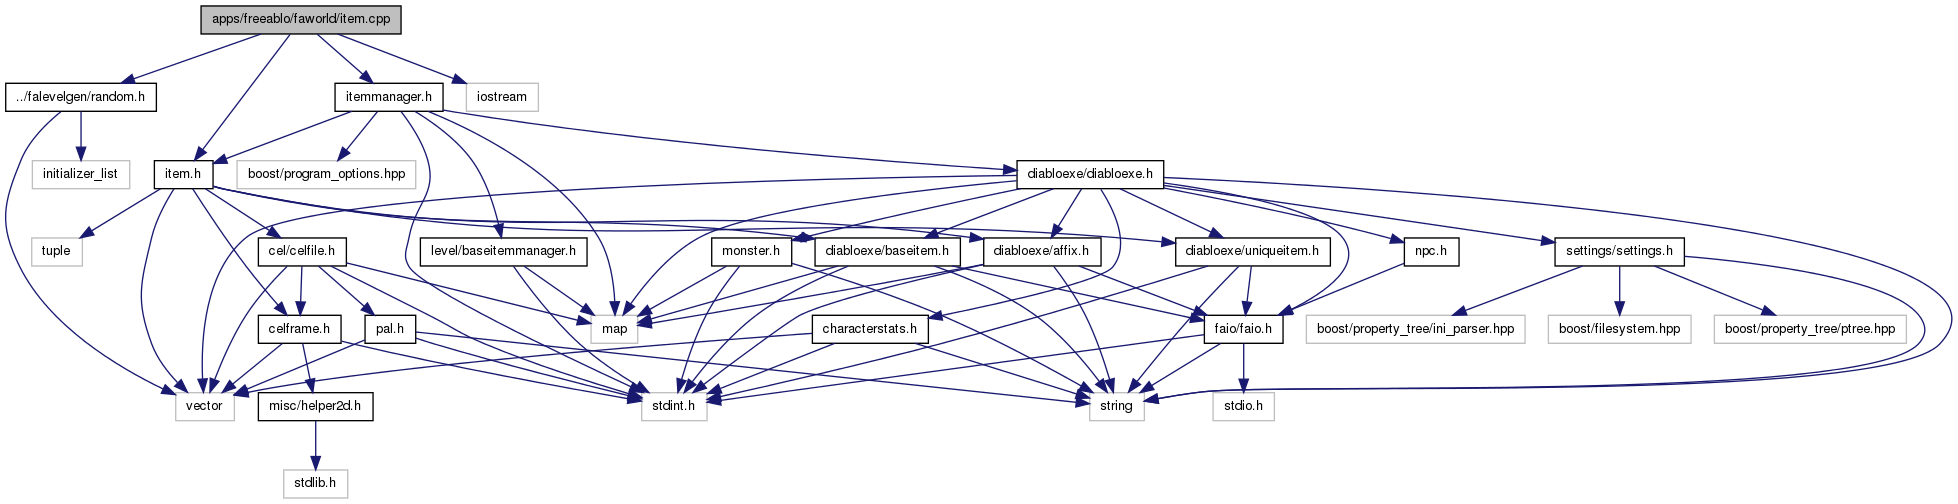 apps/freeablo/faworld/item.cpp
../falevelgen/random.h
itemmanager.h
iostream
initializer_list
item.h
boost/program_options.hpp
diabloexe/diabloexe.h
tuple
cel/celfile.h
level/baseitemmanager.h
monster.h
diabloexe/baseitem.h
diabloexe/affix.h
diabloexe/uniqueitem.h
npc.h
settings/settings.h
celframe.h
pal.h
map
characterstats.h
faio/faio.h
boost/property_tree/ini_parser.hpp
boost/filesystem.hpp
boost/property_tree/ptree.hpp
vector
misc/helper2d.h
stdint.h
string
stdio.h
stdlib.h